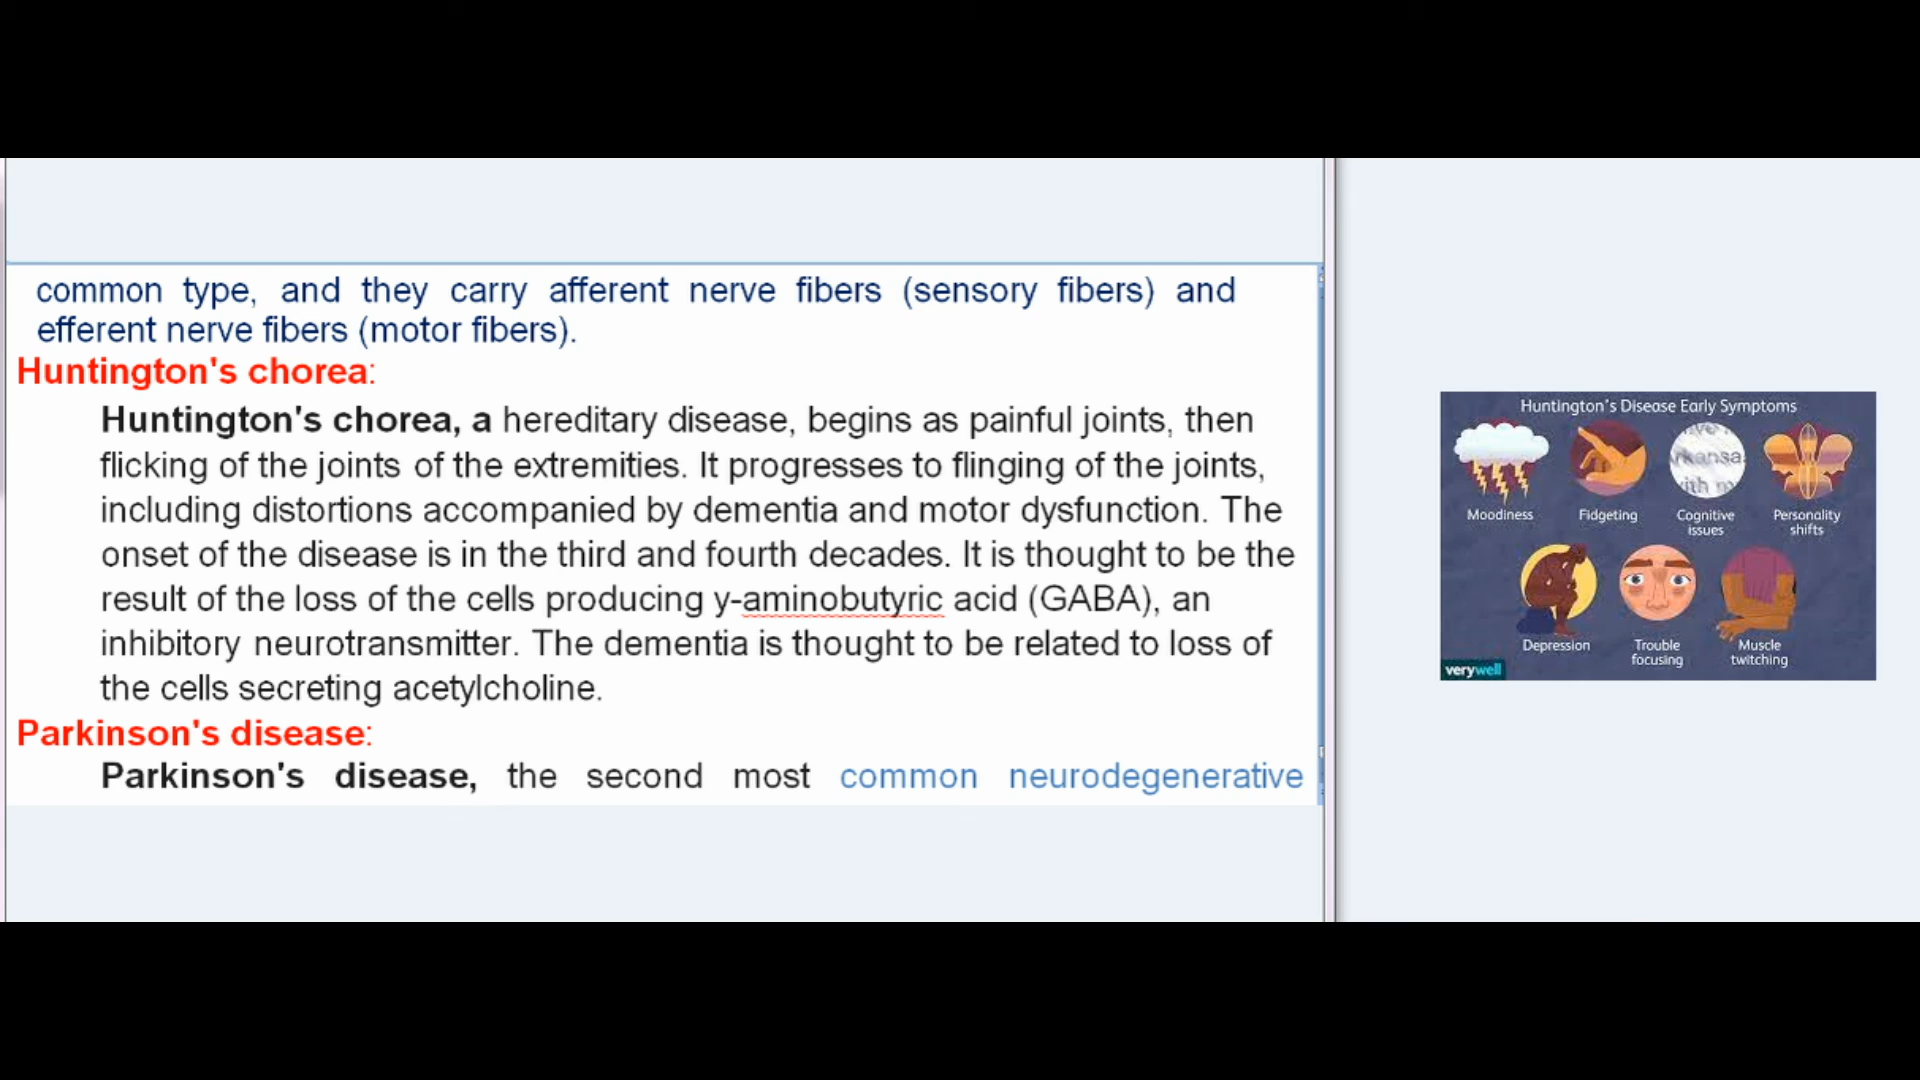 common type, and they carry afferent nerve fibers (sensory fibers) and
efferent nerve fibers (motor fibers).
Huntington's chorea:
Huntington's chorea, a hereditary disease, begins as painful joints, then
flicking of the joints of the extremities. It progresses to flinging of the joints,
including distortions accompanied by dementia and motor dysfunction. The
onset of the disease is in the third and fourth decades. It is thought to be the
result of the loss of the cells producing y-aminobutyric acid (GABA), an
inhibitory neurotransmitter. The dementia is thought to be related to loss of
the cells secreting acetylcholine.
Parkinson's disease:
Parkinson's disease, the second most common neurodegenerative
Huntington's Disease Early Symptoms
Moodiness
Fidgeting
Cognitive
issues
Personality
shifts
Depression
Trouble
focusing
Muscle
twitching
verywell